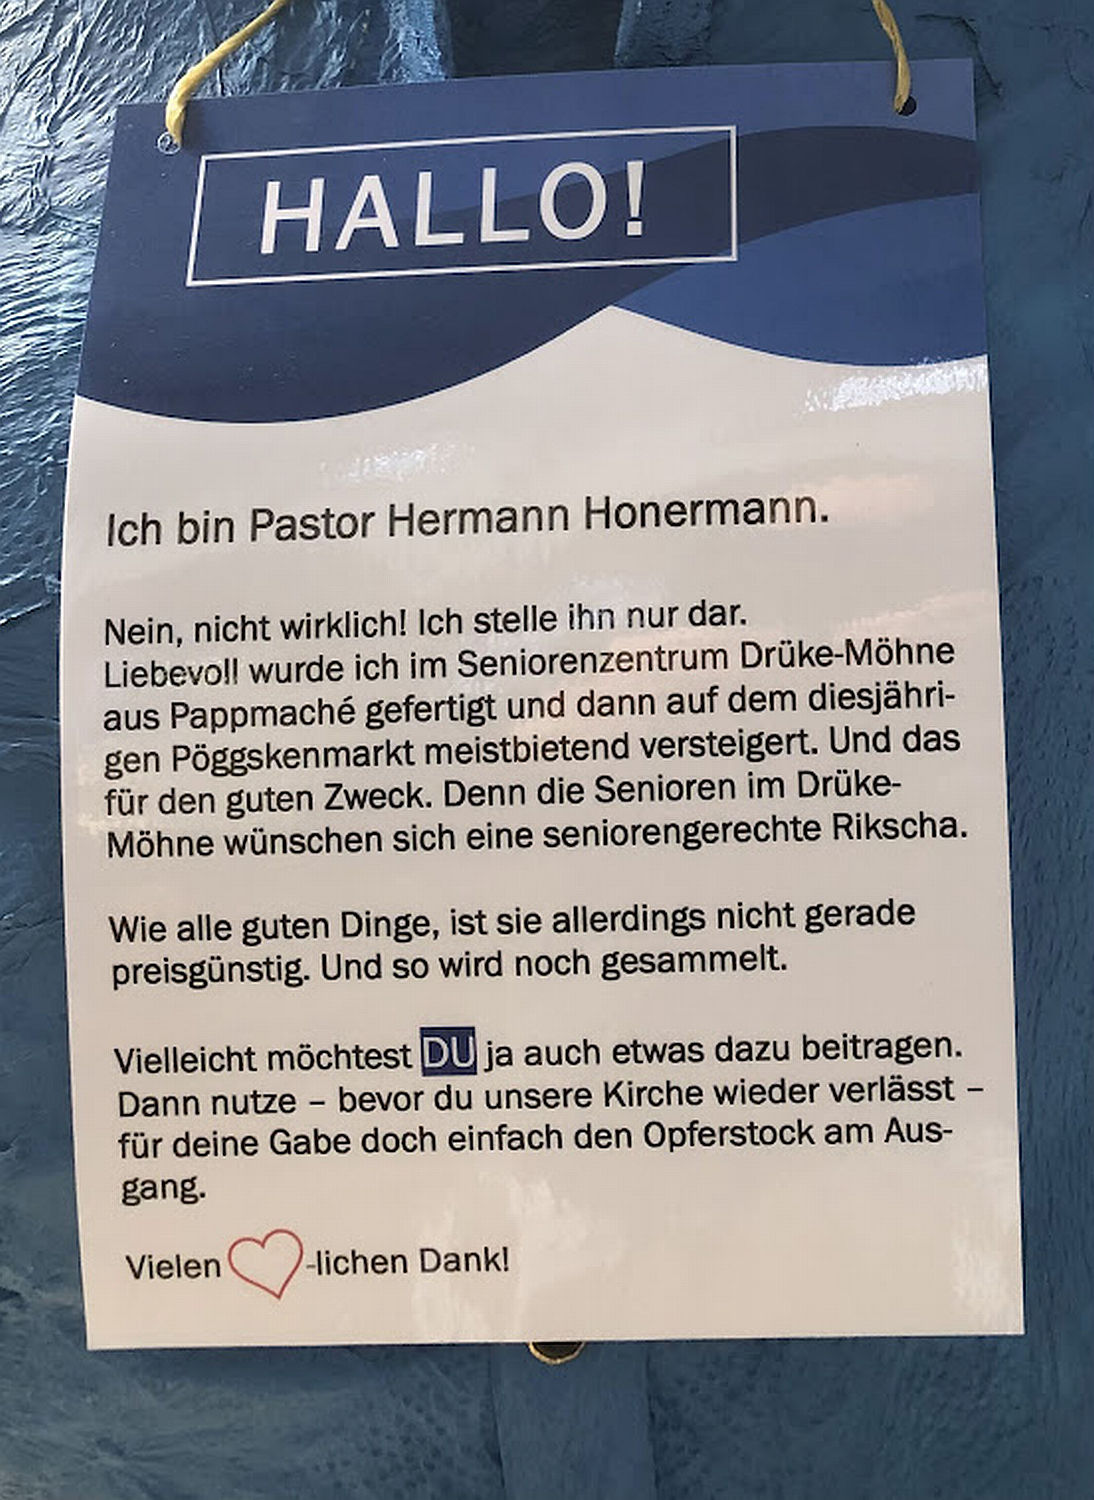 HALLO!
Ich bin Pastor Hermann Honermann.
Nein, nicht wirklich! Ich stelle ihn nur dar.
Liebevoll wurde ich im Seniorenzentrum Drüke-Möhne
aus Pappmaché gefertigt und dann auf dem diesjähri-
gen Pöggskenmarkt meistbietend versteigert. Und das
für den guten Zweck. Denn die Senioren im Drüke-
Möhne wünschen sich eine seniorengerechte Rikscha.
Wie alle guten Dinge, ist sie allerdings nicht gerade
preisgünstig. Und so wird noch gesammelt.
Vielleicht möchtest DU ja auch etwas dazu beitragen.
Dann nutze – bevor du unsere Kirche wieder verlässt –
für deine Gabe doch einfach den Opferstock am Aus-
gang.
Vielen -lichen Dank!